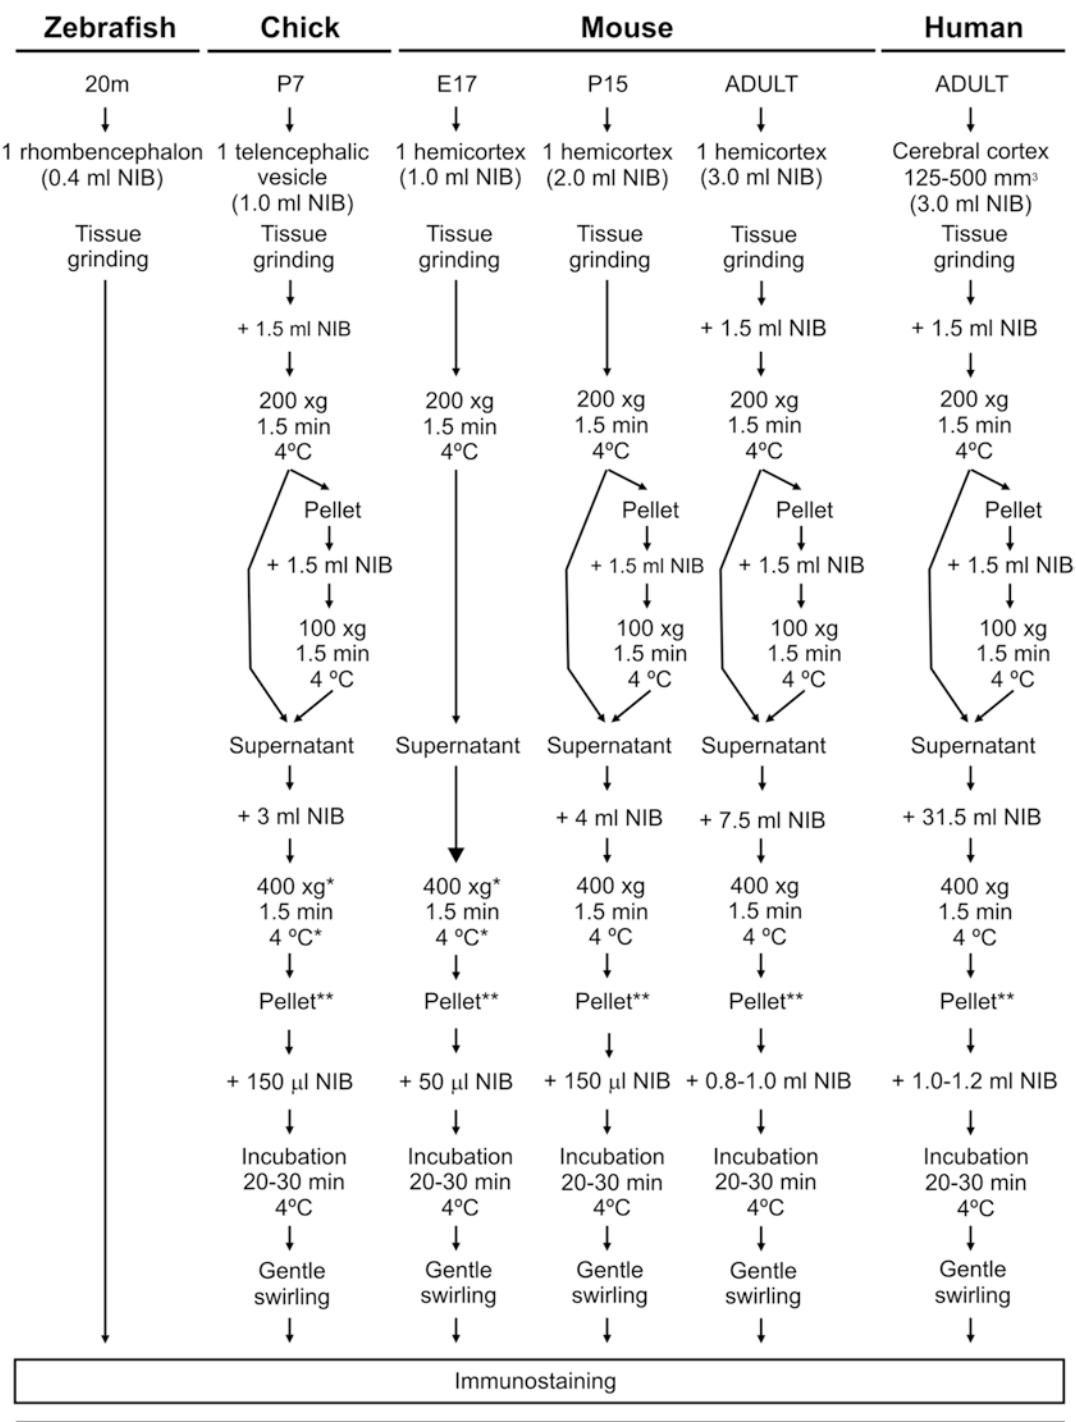 Zebrafish
Chick
Mouse
Human
20m
P7
E17
P15
ADULT
ADULT
1 rhombencephalon
(0.4 ml NIB)
1 telencephalic
vesicle
(1.0 ml NIB)
1 hemicortex
(1.0 ml NIB)
1 hemicortex
(2.0 ml NIB)
1 hemicortex
(3.0 ml NIB)
Cerebral cortex
125-500 mm³
(3.0 ml NIB)
Tissue
grinding
Tissue
grinding
Tissue
grinding
Tissue
grinding
Tissue
grinding
Tissue
grinding
+ 1.5 ml NIB
+ 1.5 ml NIB
+ 1.5 ml NIB
200 xg
1.5 min
4ºC
200 xg
1.5 min
4ºC
200 xg
1.5 min
4ºC
200 xg
1.5 min
4ºC
200 xg
1.5 min
4ºC
Pellet
Pellet
Pellet
Pellet
+ 1.5 ml NIB
+ 1.5 ml NIB
+ 1.5 ml NIB
+ 1.5 ml NIB
100 xg
1.5 min
4 ºC
100 xg
1.5 min
4 ºC
100 xg
1.5 min
4 ºC
100 xg
1.5 min
4 ºC
Supernatant
Supernatant
Supernatant
Supernatant
Supernatant
+ 3 ml NIB
+ 4 ml NIB
+ 7.5 ml NIB
+ 31.5 ml NIB
400 xg*
1.5 min
4 ºC*
400 xg*
1.5 min
4 ºC*
400 xg
1.5 min
4 ºC
400 xg
1.5 min
4 ºC
400 xg
1.5 min
4 ºC
Pellet**
Pellet**
Pellet**
Pellet**
Pellet**
+ 150 µl NIB
+ 50 µl NIB
+ 150 µl NIB
+ 0.8-1.0 ml NIB
+ 1.0-1.2 ml NIB
Incubation
20-30 min
4ºC
Incubation
20-30 min
4ºC
Incubation
20-30 min
4ºC
Incubation
20-30 min
4ºC
Incubation
20-30 min
4ºC
Gentle
swirling
Gentle
swirling
Gentle
swirling
Gentle
swirling
Gentle
swirling
Immunostaining